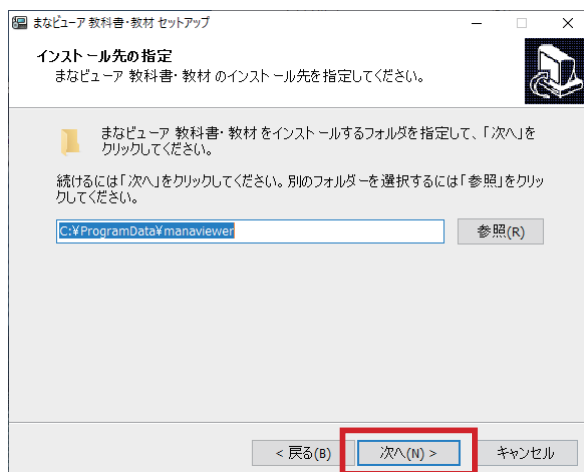 まなビューア 教科書・教材 セットアップ
インストール先の指定
まなビューア 教科書・教材 のインストール先を指定してください。
まなビューア 教科書・教材 をインストールするフォルダを指定して、「次へ」を
クリックしてください。
続けるには「次へ」をクリックしてください。別のフォルダーを選択するには「参照」をクリッ
クしてください。
C:¥ProgramData¥manaviewer
参照(R)
< 戻る(B)
次へ(N) >
キャンセル